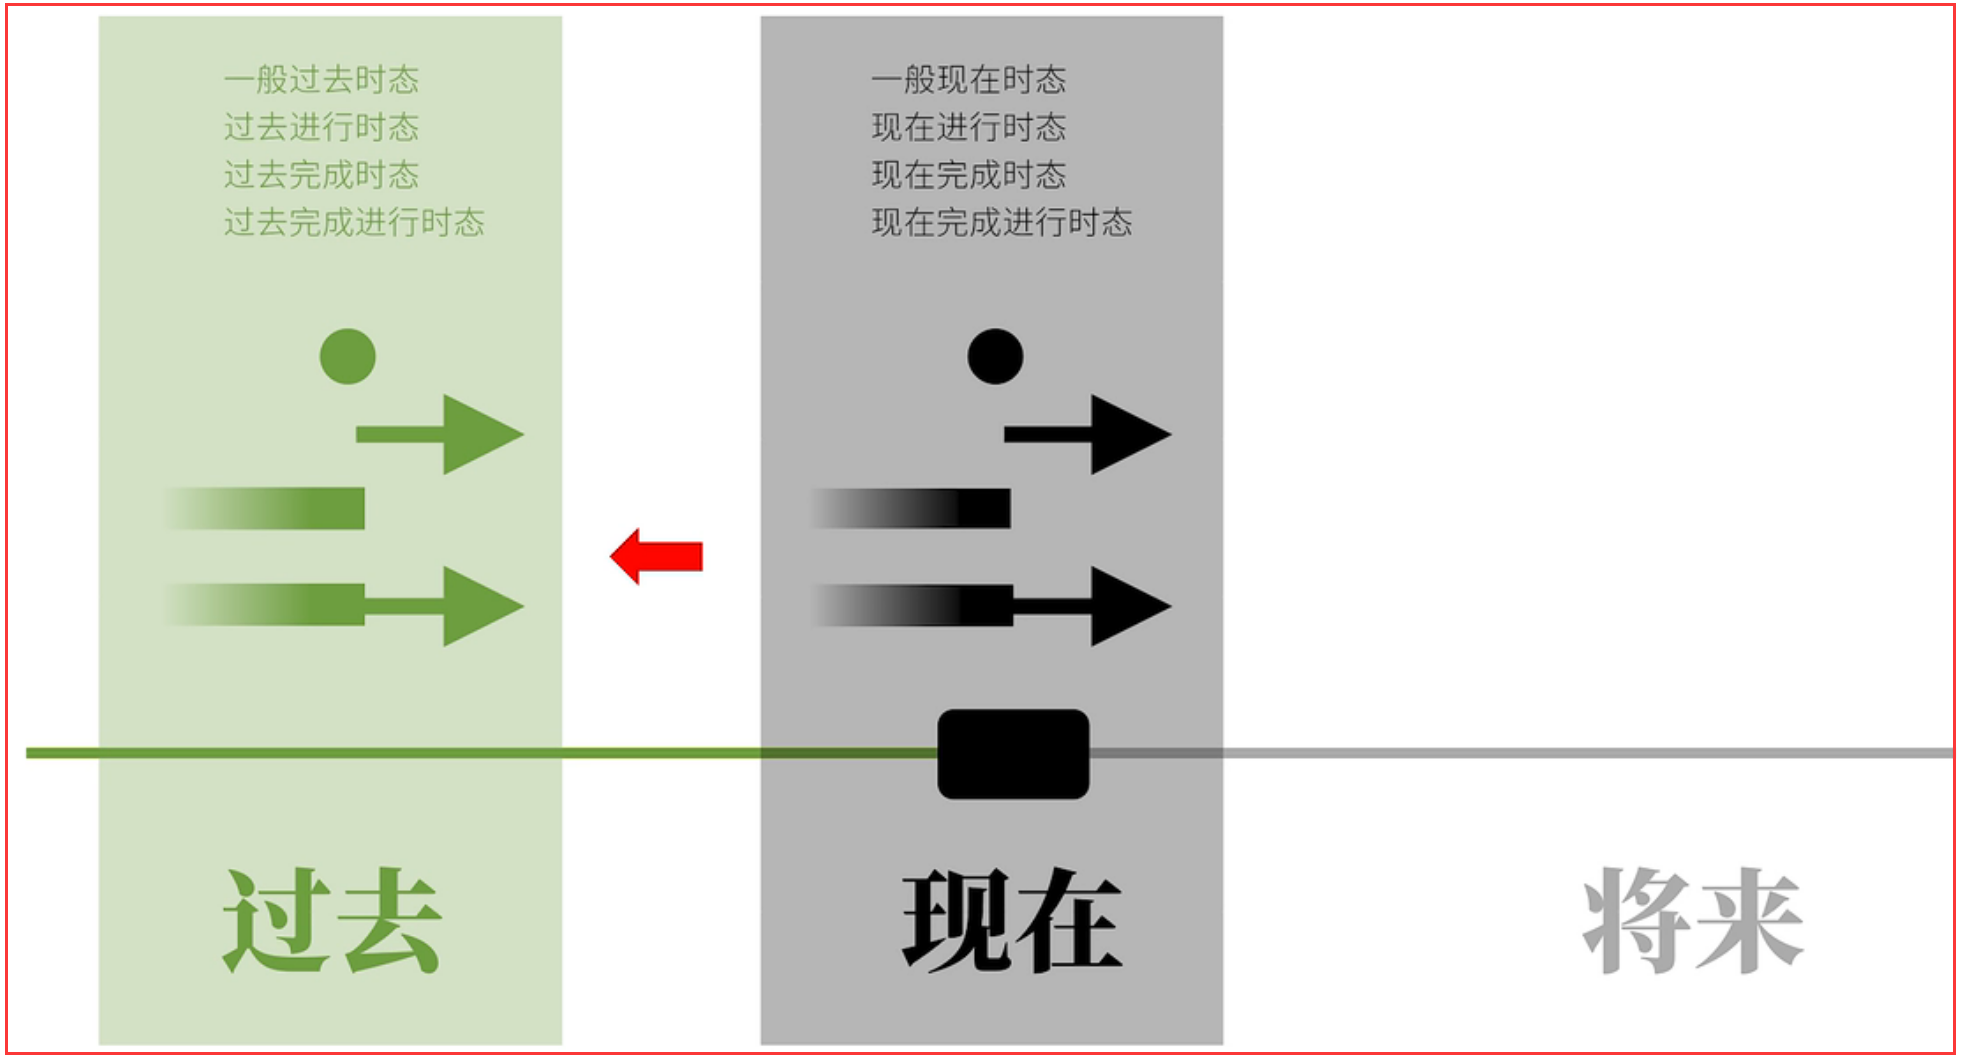 一般过去时态
过去进行时态
过去完成时态
过去完成进行时态
一般现在时态
现在进行时态
现在完成时态
现在完成进行时态
过去
现在
将来